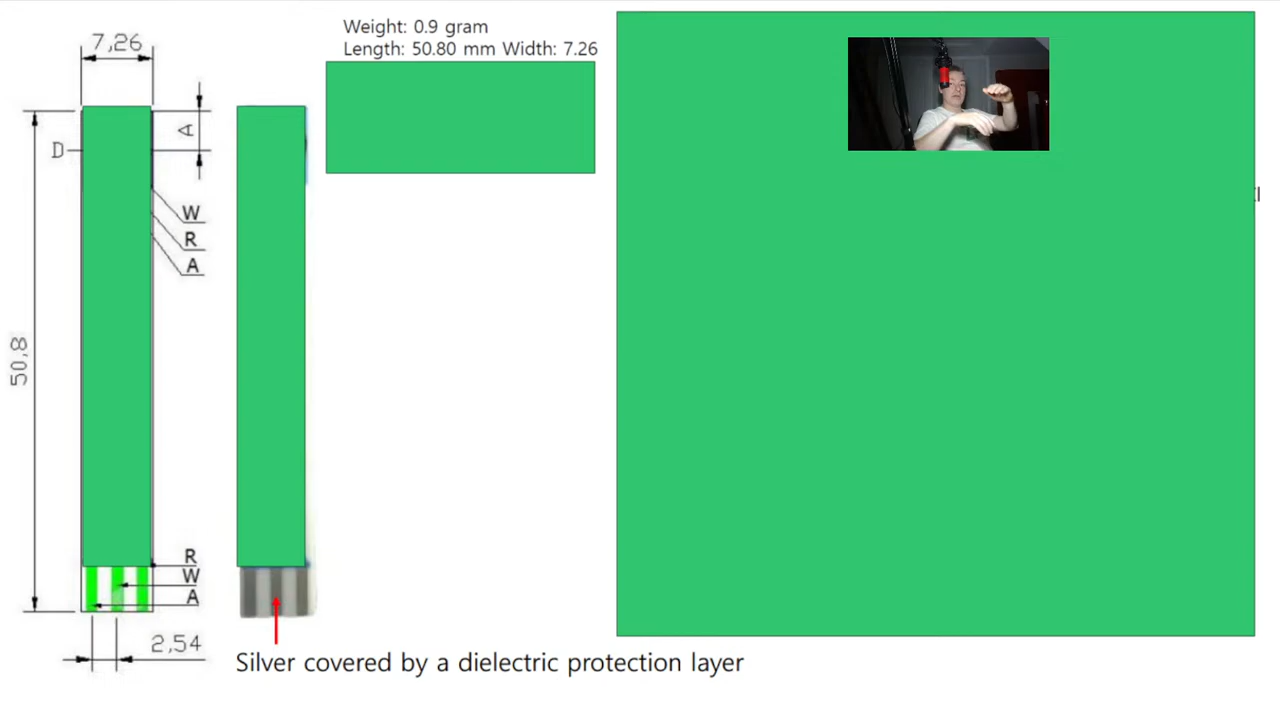 7,26
Weight: 0.9 gram
Length: 50.80 mm Width: 7.26
A
D
W
R
A
50,8
R
W
A
2,54
Silver covered by a dielectric protection layer